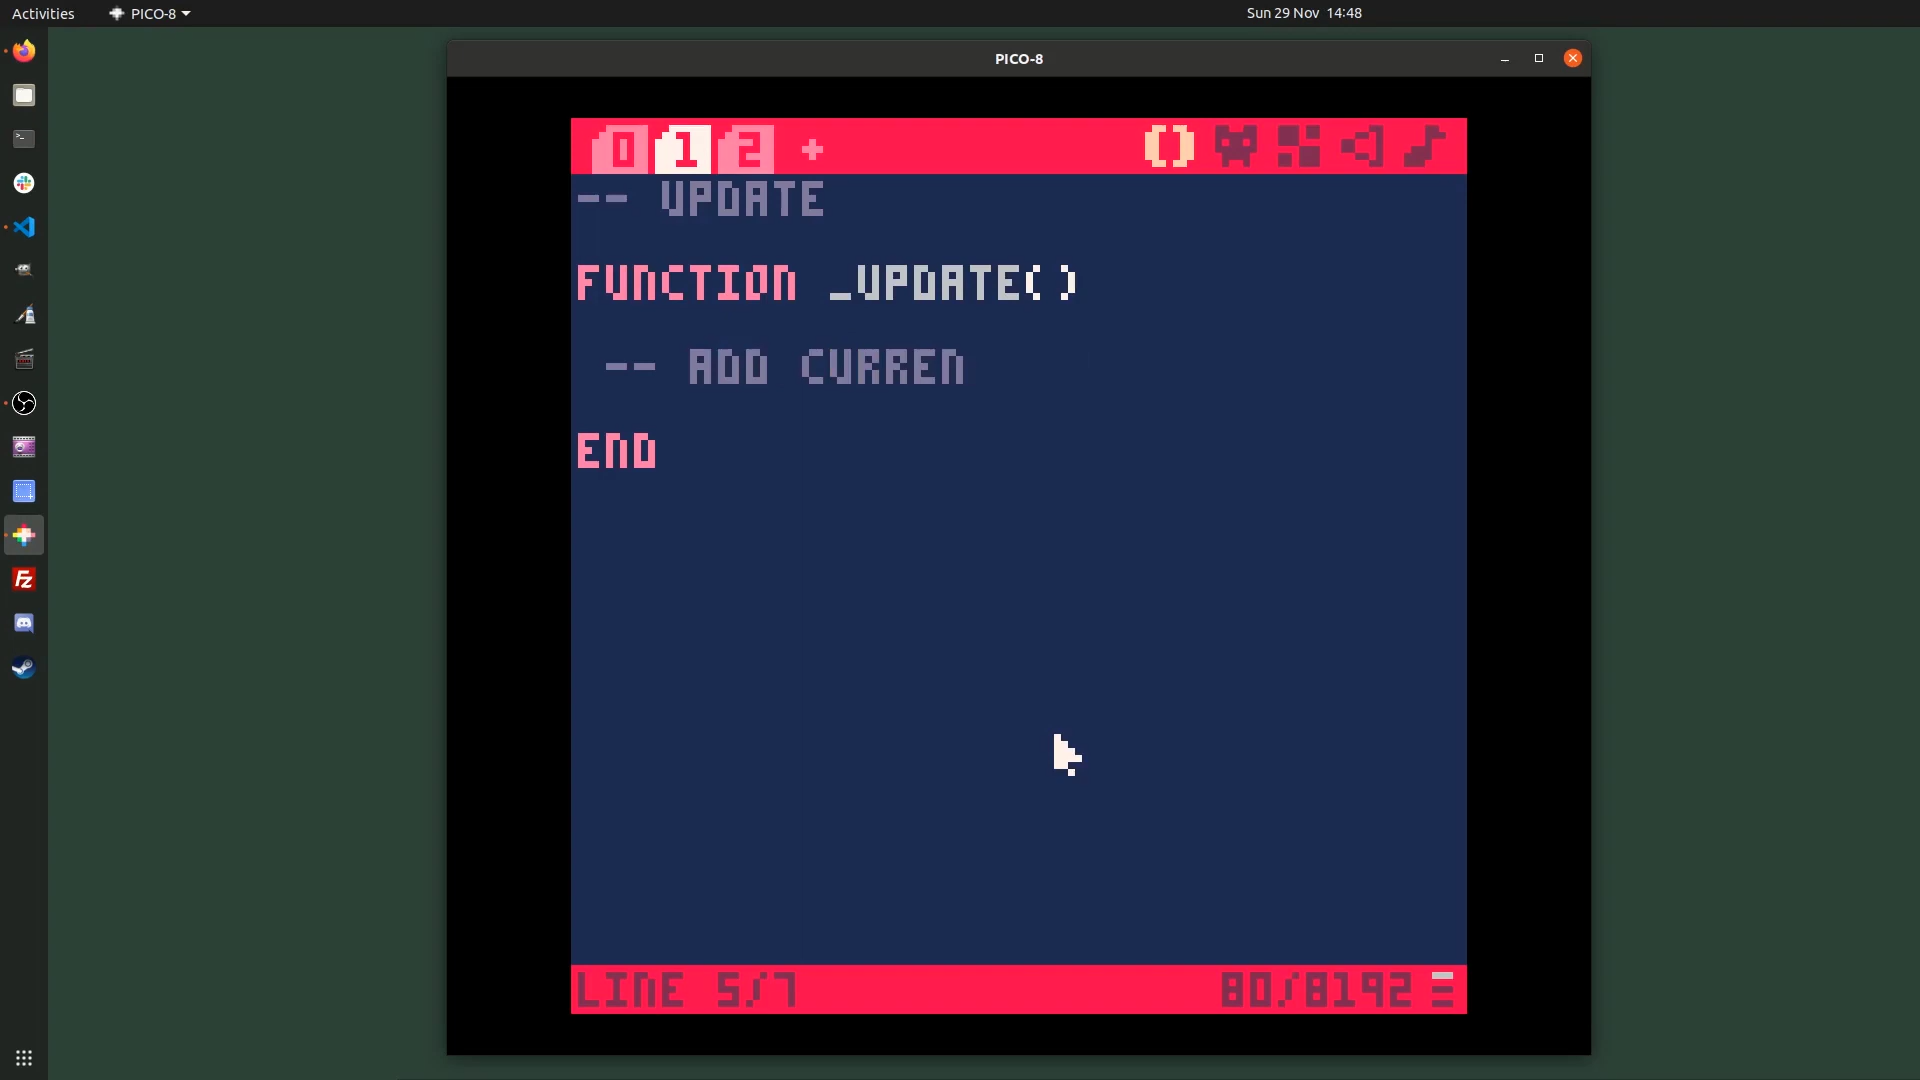 Activities PICO-8 Sun 29 Nov 14:48
PICO-8
0 1 2 +
-- UPDATE
FUNCTION _UPDATE()
-- ADD CURREN
END
LINE 5/7 80/8192